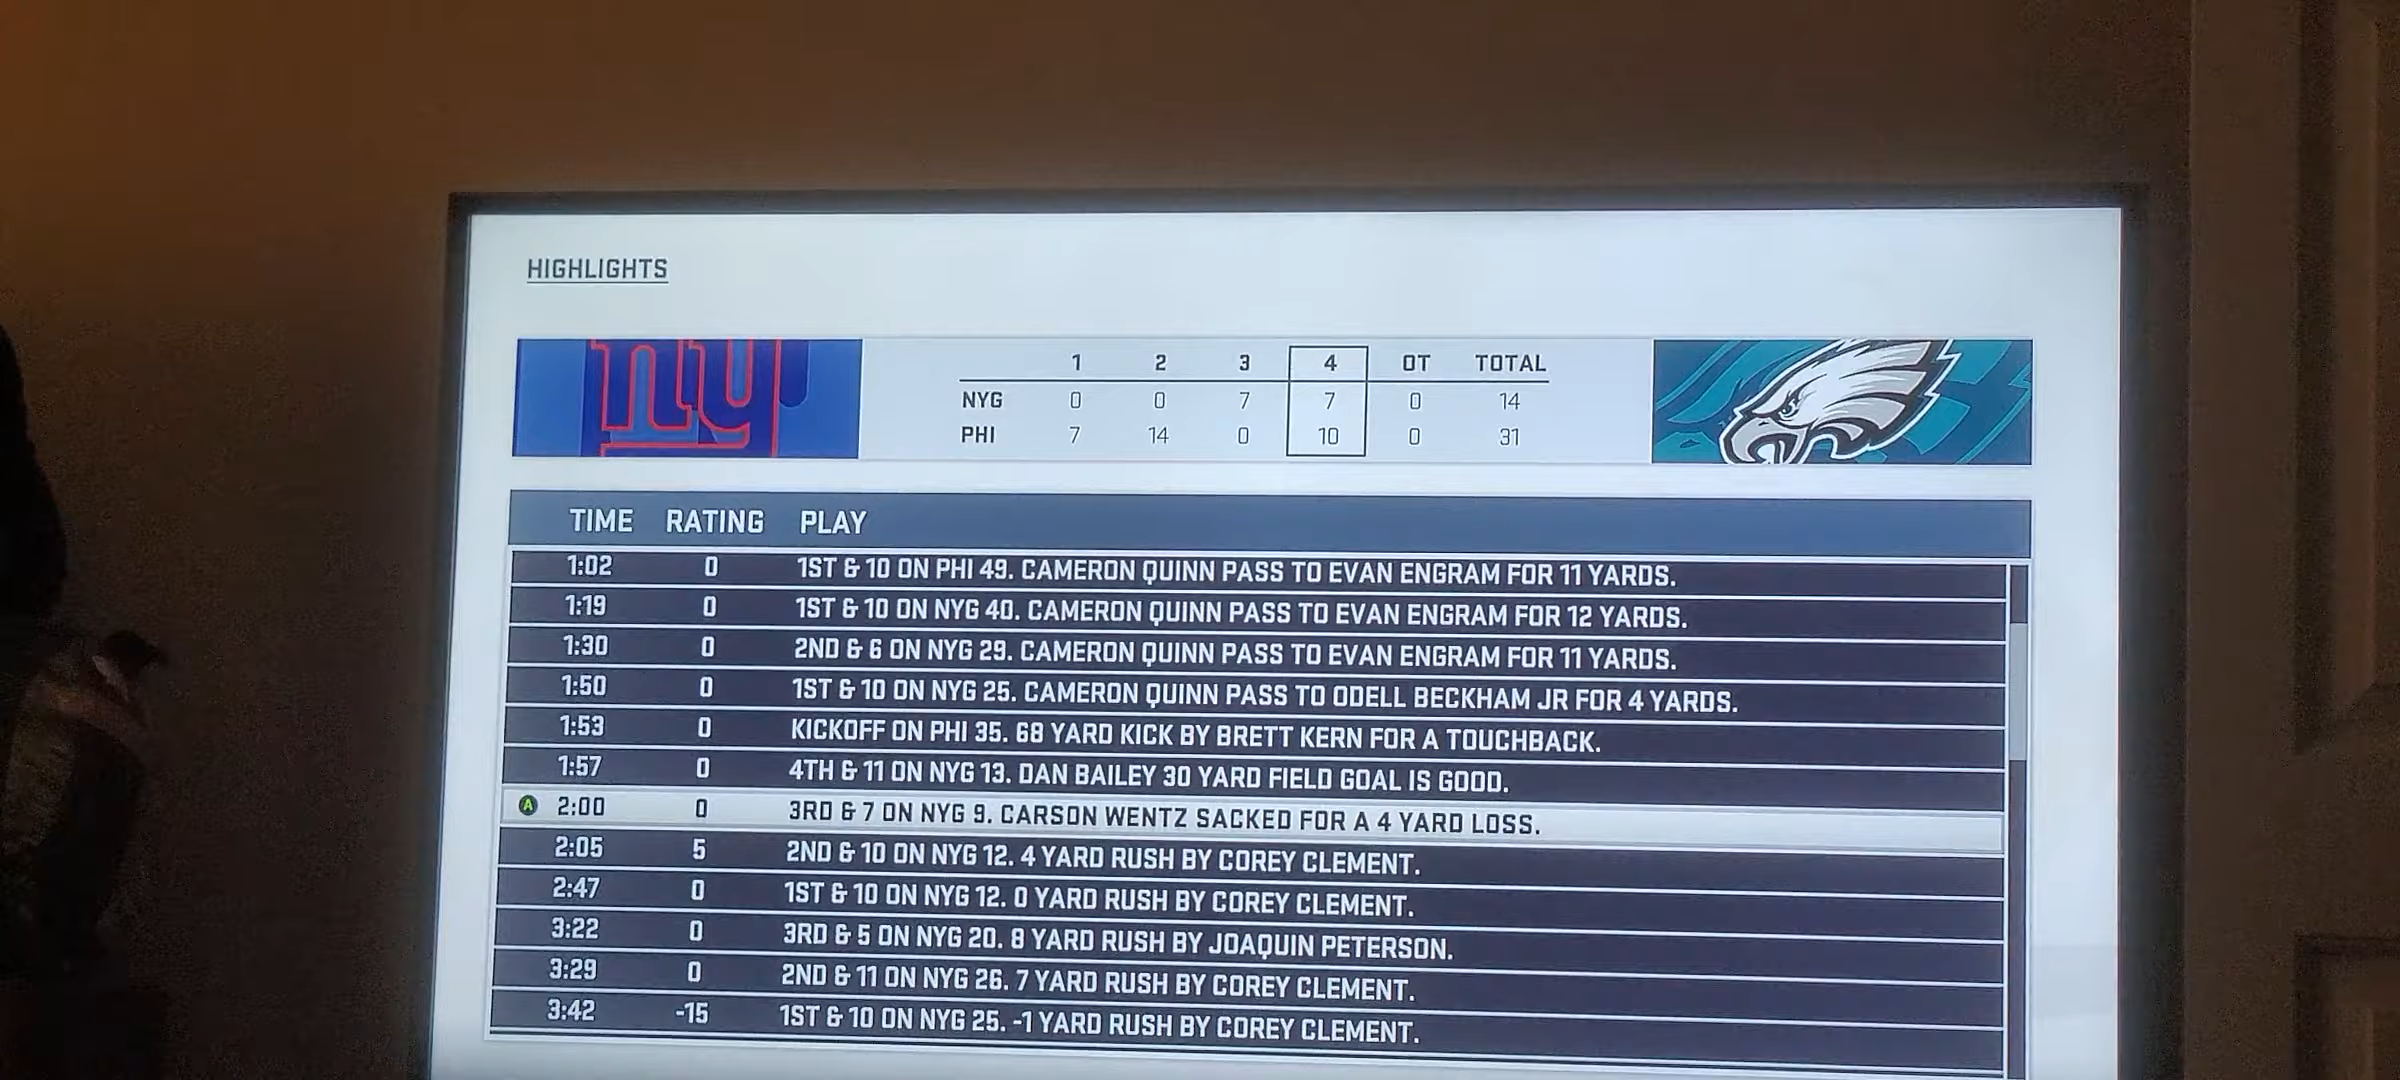 HIGHLIGHTS
ny
1 2 3 4 OT TOTAL
NYG 0 0 7 7 0 14
PHI 7 14 0 10 0 31
TIME RATING PLAY
1:02 0 1ST & 10 ON PHI 49. CAMERON QUINN PASS TO EVAN ENGRAM FOR 11 YARDS.
1:19 0 1ST & 10 ON NYG 40. CAMERON QUINN PASS TO EVAN ENGRAM FOR 12 YARDS.
1:30 0 2ND & 6 ON NYG 29. CAMERON QUINN PASS TO EVAN ENGRAM FOR 11 YARDS.
1:50 0 1ST & 10 ON NYG 25. CAMERON QUINN PASS TO ODELL BECKHAM JR FOR 4 YARDS.
1:53 0 KICKOFF ON PHI 35. 68 YARD KICK BY BRETT KERN FOR A TOUCHBACK.
1:57 0 4TH & 11 ON NYG 13. DAN BAILEY 30 YARD FIELD GOAL IS GOOD.
A 2:00 0 3RD & 7 ON NYG 9. CARSON WENTZ SACKED FOR A 4 YARD LOSS.
2:05 5 2ND & 10 ON NYG 12. 4 YARD RUSH BY COREY CLEMENT.
2:47 0 1ST & 10 ON NYG 12. 0 YARD RUSH BY COREY CLEMENT.
3:22 0 3RD & 5 ON NYG 20. 8 YARD RUSH BY JOAQUIN PETERSON.
3:29 0 2ND & 11 ON NYG 26. 7 YARD RUSH BY COREY CLEMENT.
3:42 -15 1ST & 10 ON NYG 25. -1 YARD RUSH BY COREY CLEMENT.